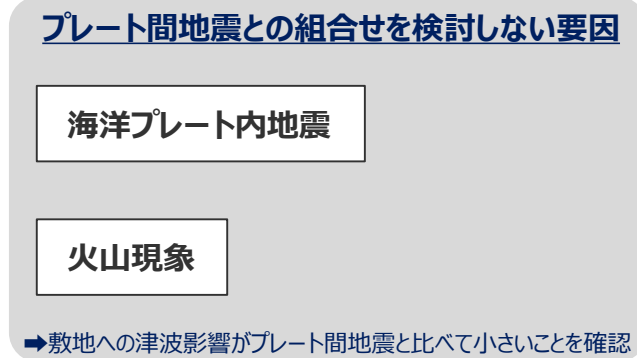 プレート間地震との組合せを検討しない要因
海洋プレート内地震
火山現象
➡敷地への津波影響がプレート間地震と比べて小さいことを確認